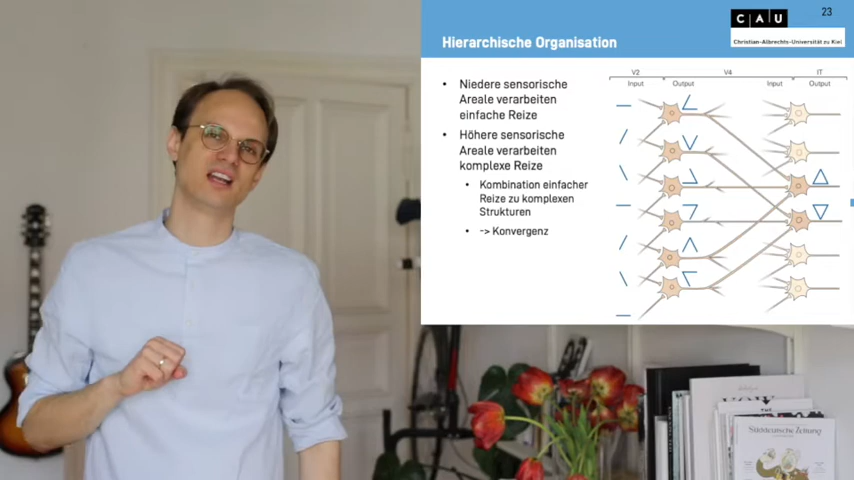 23
C A U
Christian-Albrechts-Universität zu Kiel
Hierarchische Organisation
• Niedere sensorische
Areale verarbeiten
einfache Reize
• Höhere sensorische
Areale verarbeiten
komplexe Reize
• Kombination einfacher
Reize zu komplexen
Strukturen
• -> Konvergenz
V2 V4 IT
Input Output Input Output
Süddeutsche Zeitung